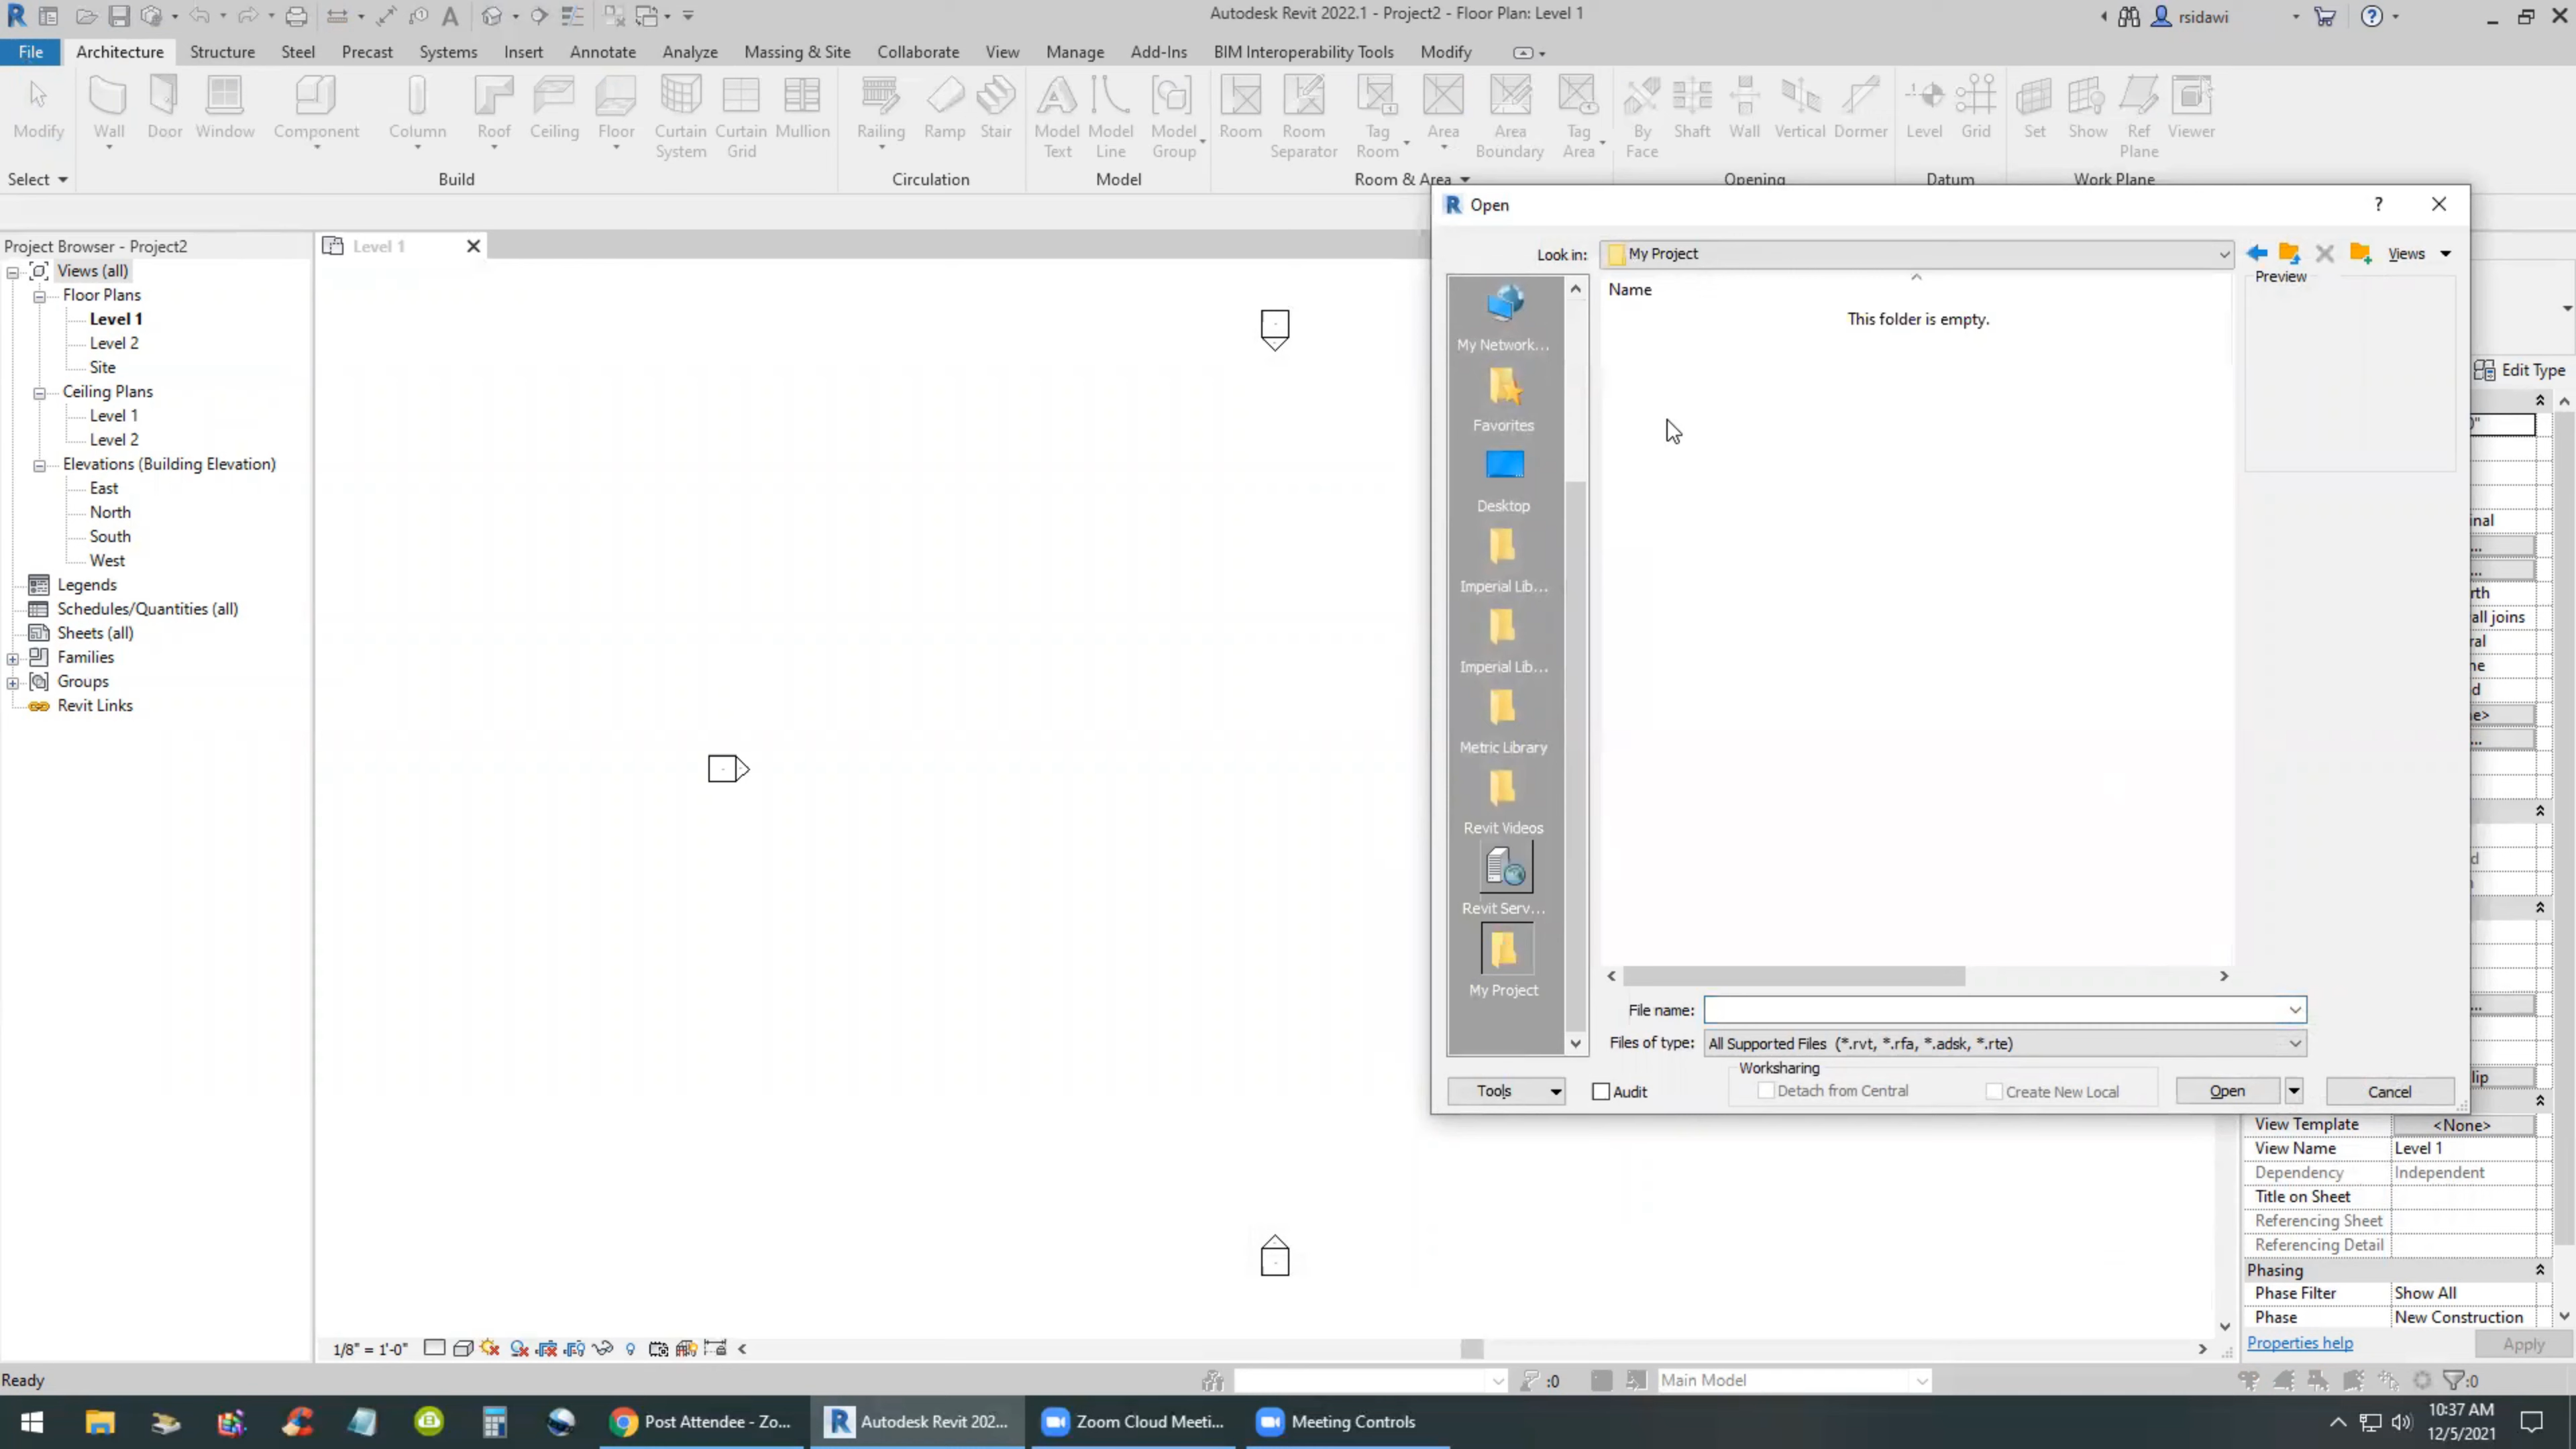 Autodesk Revit 2022.1 - Project2 - Floor Plan: Level 1
rsidawi
File Architecture Structure Steel Precast Systems Insert Annotate Analyze Massing & Site Collaborate View Manage Add-Ins BIM Interoperability Tools Modify
Modify Wall Door Window Component Column Roof Ceiling Floor Curtain System Curtain Grid Mullion Railing Ramp Stair Model Text Model Line Model Group Room Room Separator Tag Room Area Area Boundary Tag Area By Face Shaft Wall Vertical Dormer Level Grid Set Show Ref Plane Viewer
Select Build Circulation Model Room & Area Opening Datum Work Plane
Project Browser - Project2
Views (all)
Floor Plans
Level 1
Level 2
Site
Ceiling Plans
Level 1
Level 2
Elevations (Building Elevation)
East
North
South
West
Legends
Schedules/Quantities (all)
Sheets (all)
Families
Groups
Revit Links
Level 1
Open
Look in: My Project
Views
Preview
Name
This folder is empty.
My Network...
Favorites
Desktop
Imperial Lib...
Imperial Lib...
Metric Library
Revit Videos
Revit Serv...
My Project
File name:
Files of type: All Supported Files (*.rvt, *.rfa, *.adsk, *.rte)
Worksharing
Tools Audit Detach from Central Create New Local Open Cancel
Edit Type
0"
inal
...
...
rth
all joins
ral
ne
d
e>
...
d
...
lip
View Template <None>
View Name Level 1
Dependency Independent
Title on Sheet
Referencing Sheet
Referencing Detail
Phasing
Phase Filter Show All
Phase New Construction
Properties help Apply
1/8" = 1'-0"
Ready
:0
Main Model
:0
Post Attendee - Zo...
Autodesk Revit 202...
Zoom Cloud Meeti...
Meeting Controls
10:37 AM
12/5/2021